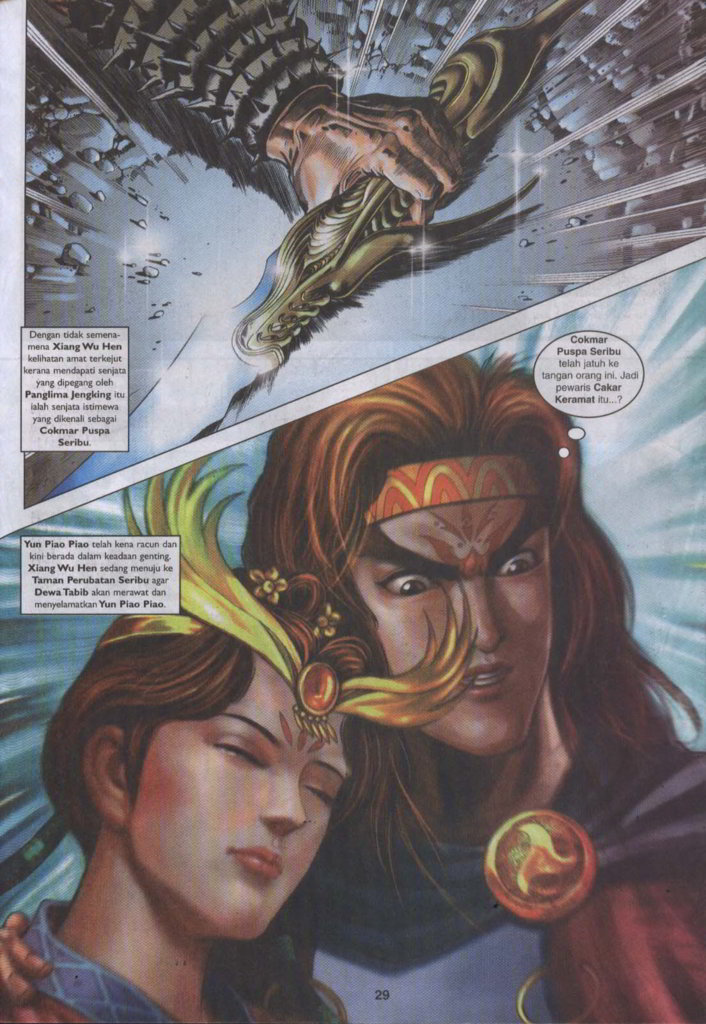 Dengan tidak semena-
mena Xiang Wu Hen
kelihatan amat terkejut
kerana mendapati senjata
yang dipegang oleh
Panglima Jengking itu
ialah senjata istimewa
yang dikenali sebagai
Cokmar Puspa
Seribu.
Cokmar
Puspa Seribu
telah jatuh ke
tangan orang ini. Jadi
pewaris Cakar
Keramat itu...?
Yun Piao Piao telah kena racun dan
kini berada dalam keadaan genting.
Xiang Wu Hen sedang menuju ke
Taman Perubatan Seribu agar
Dewa Tabib akan merawat dan
menyelamatkan Yun Piao Piao.
29